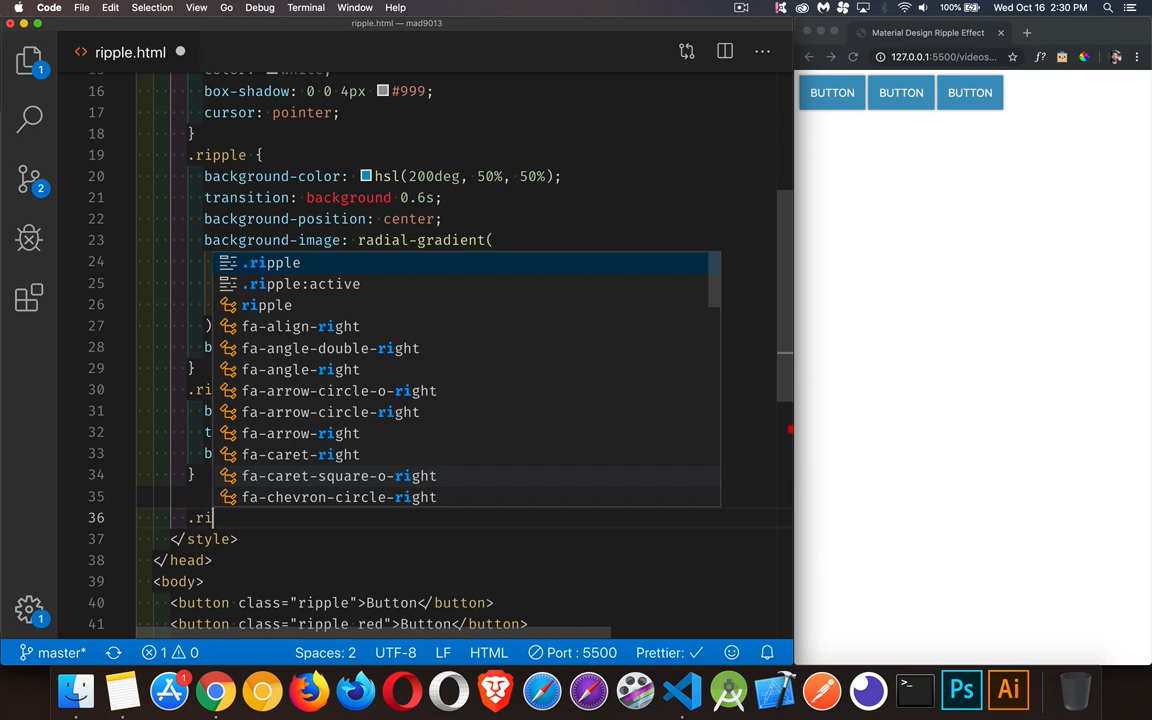 Code File Edit Selection View Go Debug Terminal Window Help 100% Wed Oct 16 2:30 PM
ripple.html — mad9013
Material Design Ripple Effect
127.0.0.1:5500/videos...
ripple.html
BUTTON BUTTON BUTTON
16 box-shadow: 0 0 4px #999;
17 cursor: pointer;
18 }
19 .ripple {
20 background-color: hsl(200deg, 50%, 50%);
21 transition: background 0.6s;
22 background-position: center;
23 background-image: radial-gradient(
24 .ripple
25 .ripple:active
26 ripple
27 ) fa-align-right
28 b fa-angle-double-right
29 } fa-angle-right
30 .ri fa-arrow-circle-o-right
31 b fa-arrow-circle-right
32 t fa-arrow-right
33 b fa-caret-right
34 } fa-caret-square-o-right
35 fa-chevron-circle-right
36 .ri
37 </style>
38 </head>
39 <body>
40 <button class="ripple">Button</button>
41 <button class="ripple red">Button</button>
master* 1 0 Spaces: 2 UTF-8 LF HTML Port : 5500 Prettier: ✓
1
2
1
1
>_
Ps
Ai